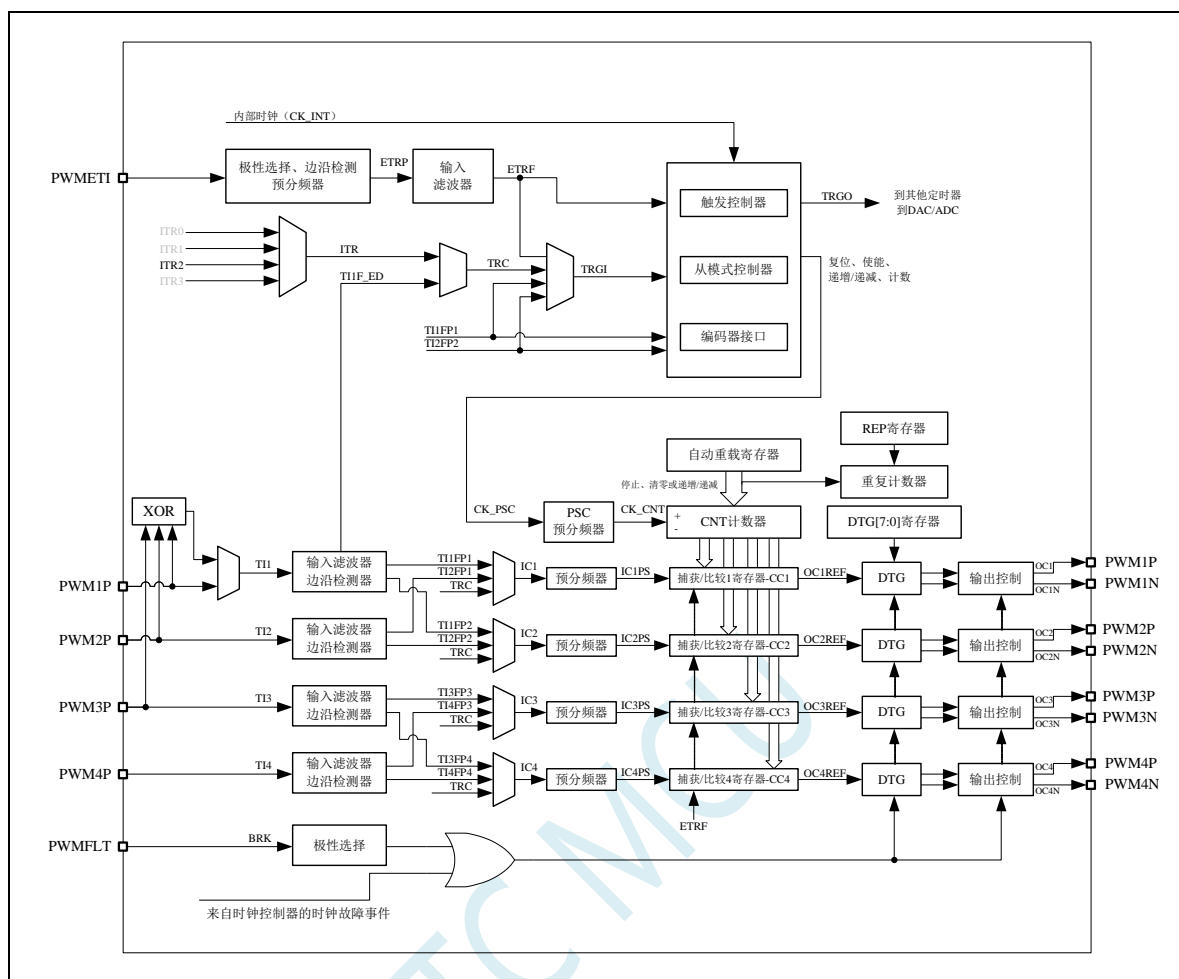 内部时钟（CK_INT）
PWMETI
极性选择、边沿检测
预分频器
ETRP
输入
滤波器
ETRF
触发控制器
TRGO
到其他定时器
到DAC/ADC
ITR0
ITR1
ITR2
ITR3
ITR
TI1F_ED
TRC
TRGI
从模式控制器
复位、使能、
递增/递减、计数
TI1FP1
TI2FP2
编码器接口
REP寄存器
自动重载寄存器
重复计数器
停止、清零或递增/递减
CK_PSC
PSC
预分频器
CK_CNT
+
-
CNT计数器
DTG[7:0]寄存器
XOR
PWM1P
TI1
输入滤波器
边沿检测器
TI1FP1
TI2FP1
TRC
IC1
预分频器
IC1PS
捕获/比较1寄存器-CC1
OC1REF
DTG
输出控制
OC1
OC1N
PWM1P
PWM1N
PWM2P
TI2
输入滤波器
边沿检测器
TI1FP2
TI2FP2
TRC
IC2
预分频器
IC2PS
捕获/比较2寄存器-CC2
OC2REF
DTG
输出控制
OC2
OC2N
PWM2P
PWM2N
PWM3P
TI3
输入滤波器
边沿检测器
TI3FP3
TI4FP3
TRC
IC3
预分频器
IC3PS
捕获/比较3寄存器-CC3
OC3REF
DTG
输出控制
OC3
OC3N
PWM3P
PWM3N
PWM4P
TI4
输入滤波器
边沿检测器
TI3FP4
TI4FP4
TRC
IC4
预分频器
IC4PS
捕获/比较4寄存器-CC4
OC4REF
DTG
输出控制
OC4
OC4N
PWM4P
PWM4N
ETRF
PWMFLT
BRK
极性选择
来自时钟控制器的时钟故障事件
TC MCU